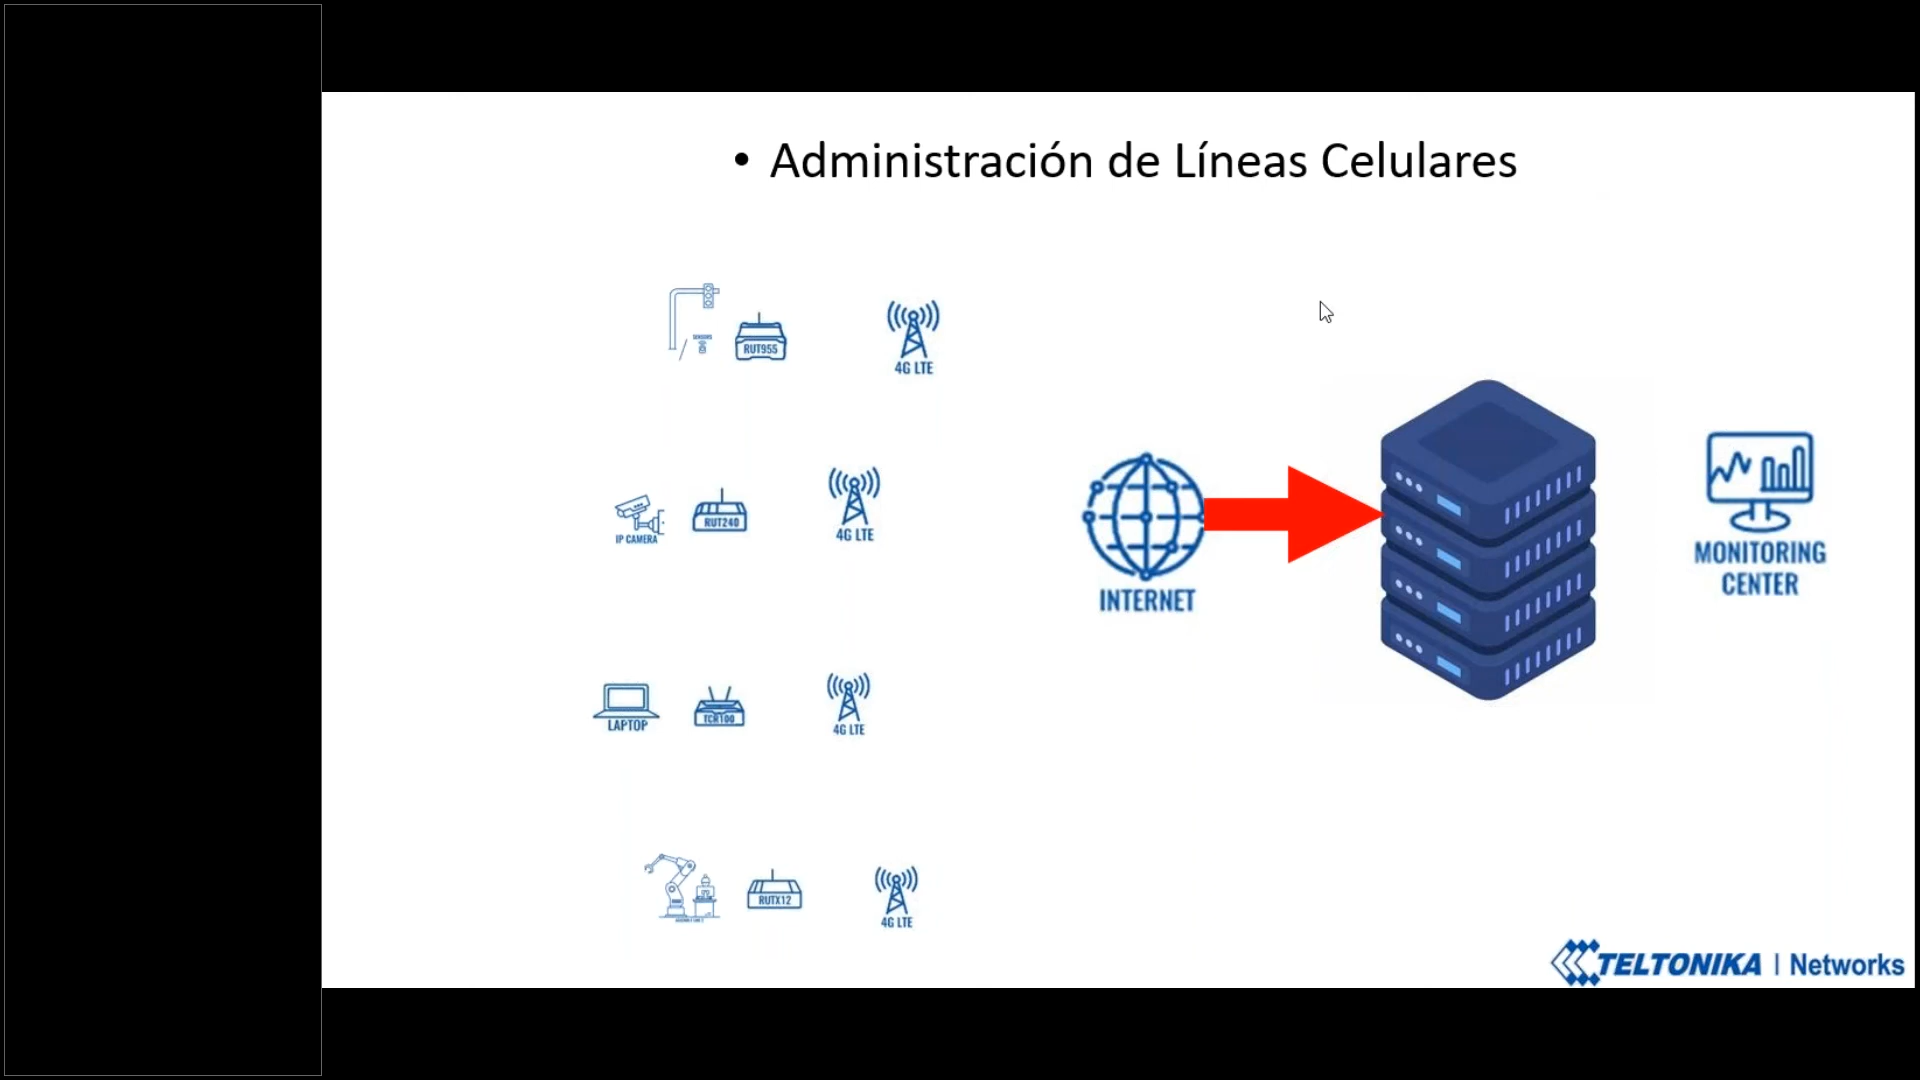 • Administración de Líneas Celulares
SENSORS
RUT955
4G LTE
IP CAMERA
RUT240
4G LTE
INTERNET
MONITORING
CENTER
LAPTOP
TCR100
4G LTE
RUTX12
4G LTE
TELTONIKA | Networks